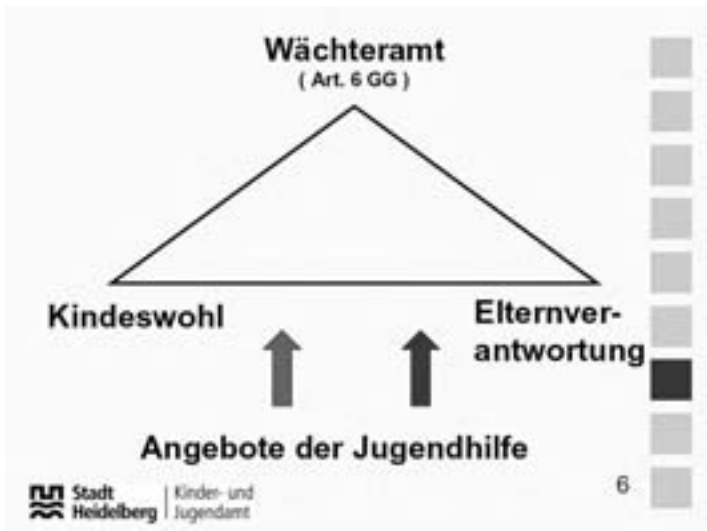 Wächteramt
( Art. 6 GG )
Kindeswohl
Elternver-
antwortung
Angebote der Jugendhilfe
Stadt
Heidelberg
Kinder- und
Jugendamt
6